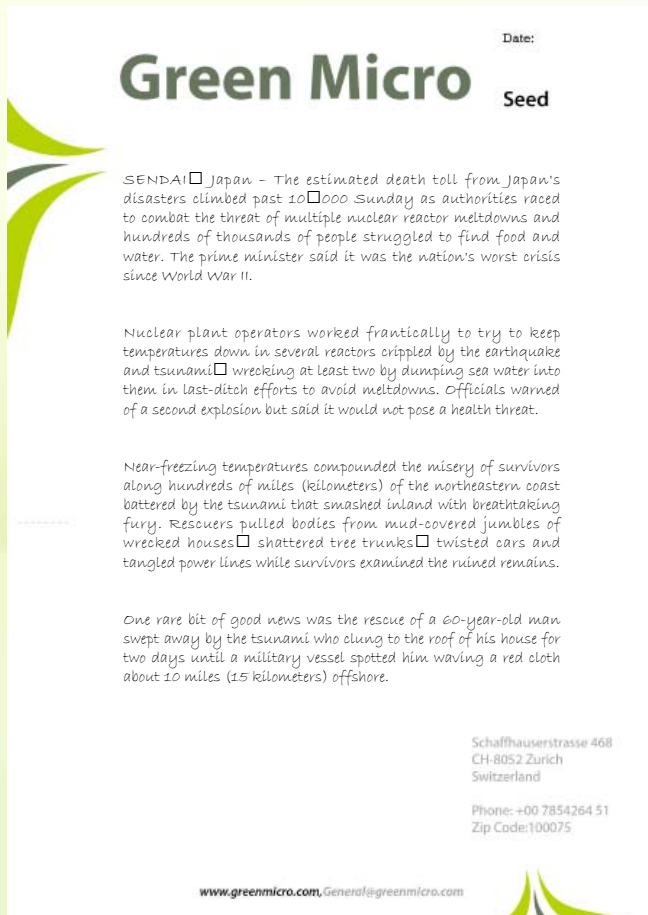 Date:
Green Micro
Seed
SENDAI□ Japan – The estimated death toll from Japan's
disasters climbed past 10□000 Sunday as authorities raced
to combat the threat of multiple nuclear reactor meltdowns and
hundreds of thousands of people struggled to find food and
water. The prime minister said it was the nation's worst crisis
since World War II.
Nuclear plant operators worked frantically to try to keep
temperatures down in several reactors crippled by the earthquake
and tsunami□ wrecking at least two by dumping sea water into
them in last-ditch efforts to avoid meltdowns. Officials warned
of a second explosion but said it would not pose a health threat.
Near-freezing temperatures compounded the misery of survivors
along hundreds of miles (kilometers) of the northeastern coast
battered by the tsunami that smashed inland with breathtaking
fury. Rescuers pulled bodies from mud-covered jumbles of
wrecked houses□ shattered tree trunks□ twisted cars and
tangled power lines while survivors examined the ruined remains.
One rare bit of good news was the rescue of a 60-year-old man
swept away by the tsunami who clung to the roof of his house for
two days until a military vessel spotted him waving a red cloth
about 10 miles (15 kilometers) offshore.
Schaffhauserstrasse 468
CH-8052 Zurich
Switzerland
Phone: +00 7854264 51
Zip Code:100075
www.greenmicro.com,General@greenmicro.com